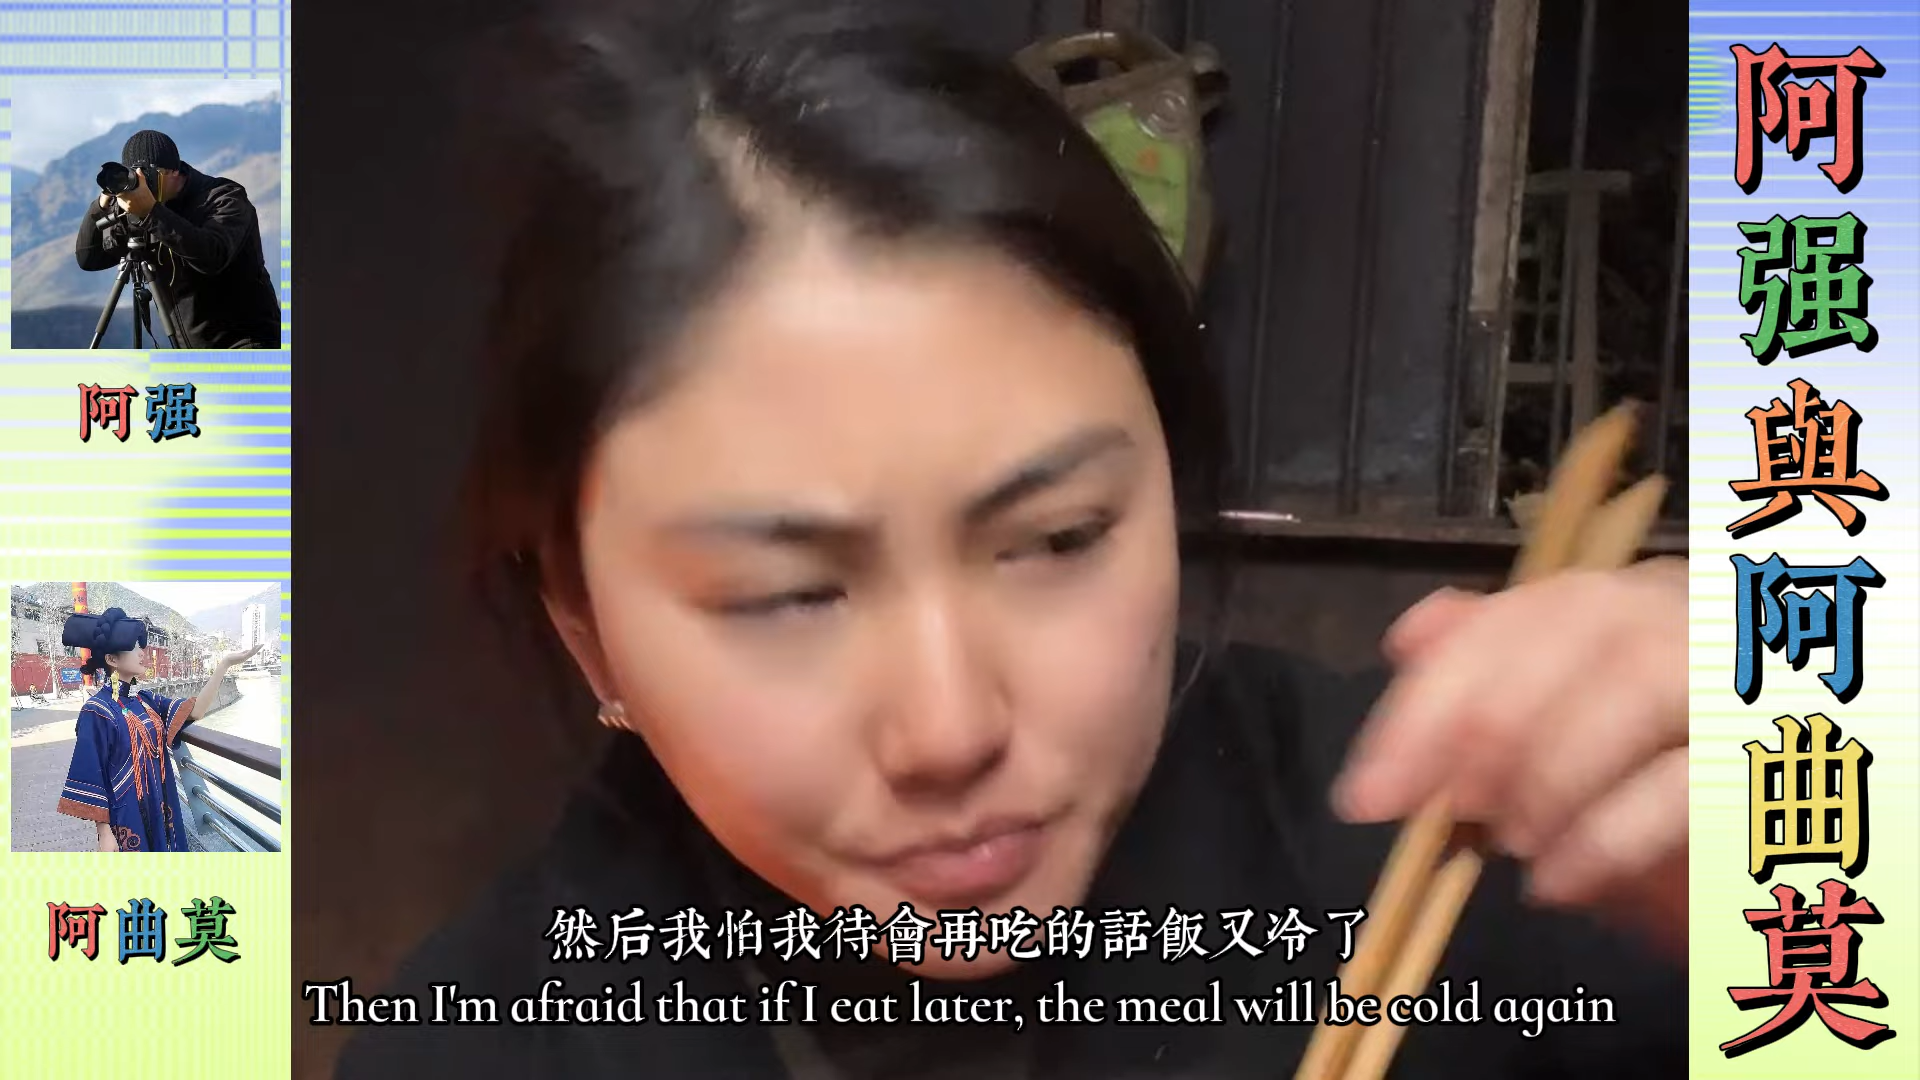 阿强
阿曲莫
然后我怕我待會再吃的話飯又冷了
Then I'm afraid that if I eat later, the meal will be cold again
阿强與阿曲莫